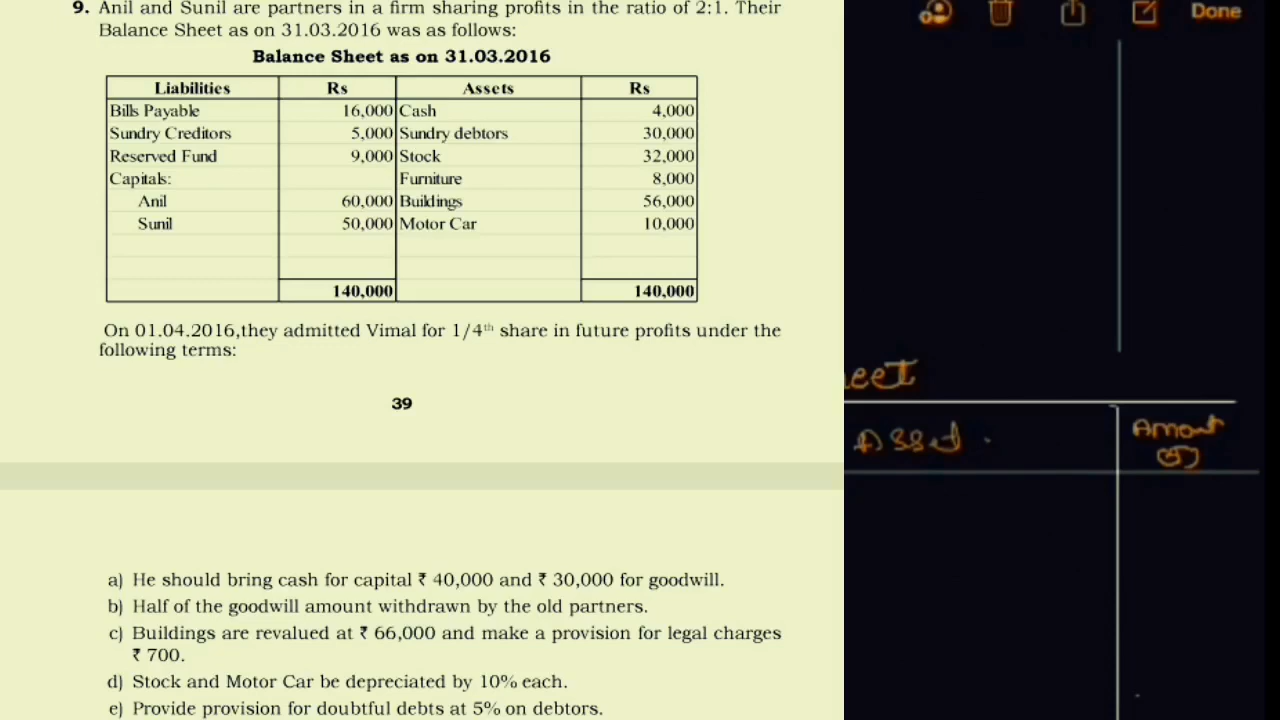 9. Anil and Sunil are partners in a firm sharing profits in the ratio of 2:1. Their
Balance Sheet as on 31.03.2016 was as follows:
Balance Sheet as on 31.03.2016
Liabilities Rs Assets Rs
Bills Payable 16,000 Cash 4,000
Sundry Creditors 5,000 Sundry debtors 30,000
Reserved Fund 9,000 Stock 32,000
Capitals: Furniture 8,000
Anil 60,000 Buildings 56,000
Sunil 50,000 Motor Car 10,000
140,000 140,000
On 01.04.2016,they admitted Vimal for 1/4th share in future profits under the
following terms:
39
a) He should bring cash for capital ₹ 40,000 and ₹ 30,000 for goodwill.
b) Half of the goodwill amount withdrawn by the old partners.
c) Buildings are revalued at ₹ 66,000 and make a provision for legal charges
₹ 700.
d) Stock and Motor Car be depreciated by 10% each.
e) Provide provision for doubtful debts at 5% on debtors.
Done
eet
Asset
Amount